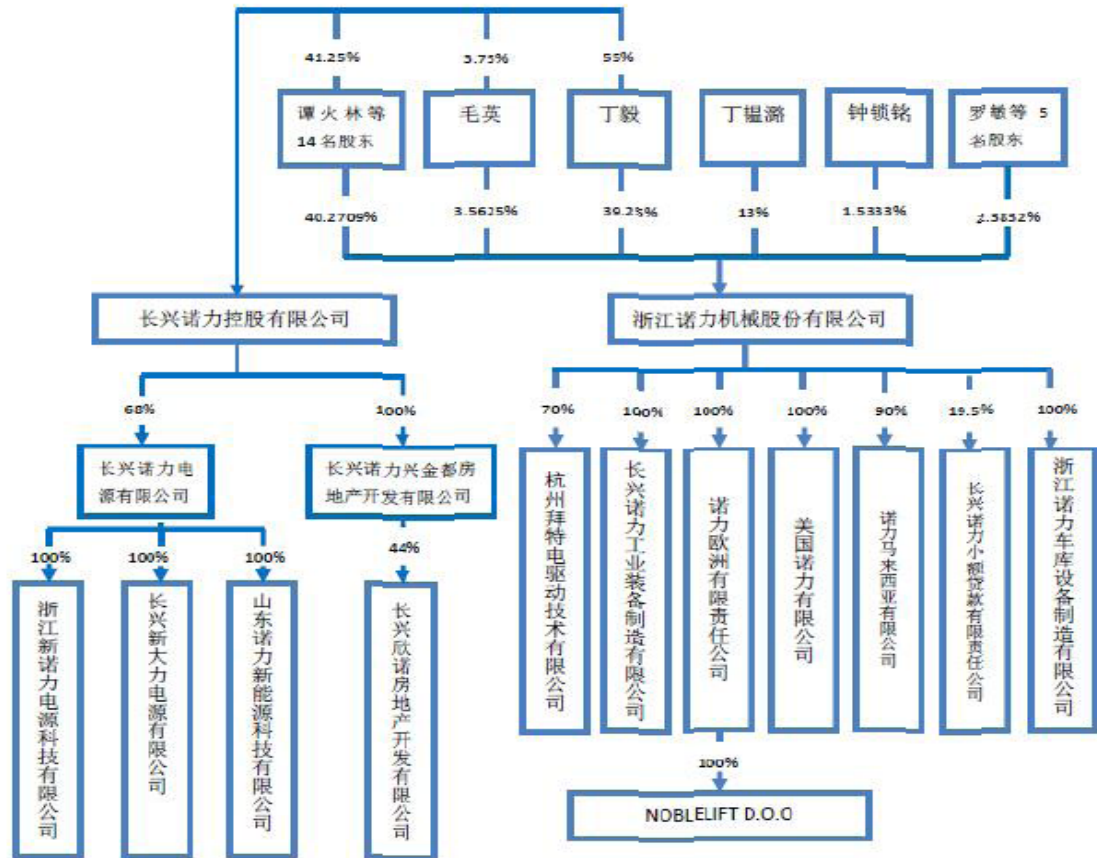 41.25%
3.75%
55%
谭火林等
14 名股东
毛英
丁毅
丁韫潞
钟锁铭
罗敏等 5
名股东
40.2709%
3.5625%
39.25%
13%
1.5333%
2.3832%
长兴诺力控股有限公司
浙江诺力机械股份有限公司
68%
100%
70%
100%
100%
100%
90%
19.5%
100%
长兴诺力电
源有限公司
长兴诺力兴金都房
地产开发有限公司
杭州拜特电驱动技术有限公司
长兴诺力工业装备制造有限公司
诺力欧洲有限责任公司
美国诺力有限公司
诺力马来西亚有限公司
长兴诺力小额贷款有限责任公司
浙江诺力车库设备制造有限公司
100%
100%
100%
44%
浙江新诺力电源科技有限公司
长兴新大力电源有限公司
山东诺力新能源科技有限公司
长兴欣诺房地产开发有限公司
100%
NOBLELIFT D.O.O